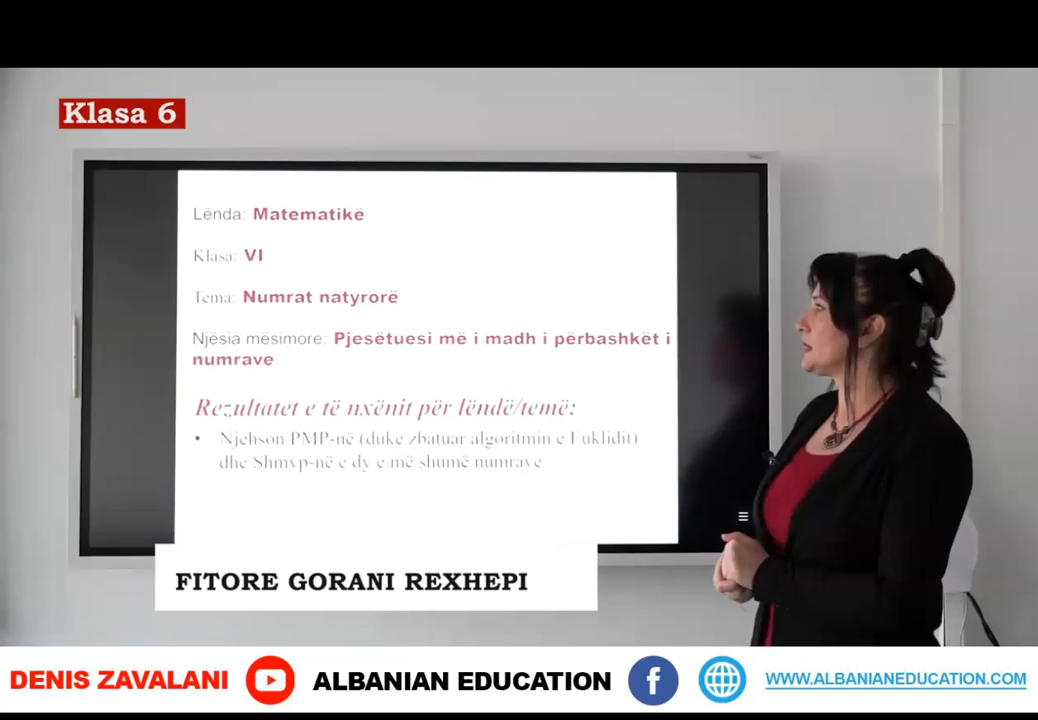 Klasa 6
Lënda: Matematikë
Klasa: VI
Tema: Numrat natyrorë
Njësia mësimore: Pjesëtuesi më i madh i përbashkët i
numrave
Rezultatet e të nxënit për lëndë/temë:
• Njehson PMP-në (duke zbatuar algoritmin e Euklidit)
dhe Shmvp-në e dy e më shumë numrave
FITORE GORANI REXHEPI
DENIS ZAVALANI ALBANIAN EDUCATION WWW.ALBANIANEDUCATION.COM